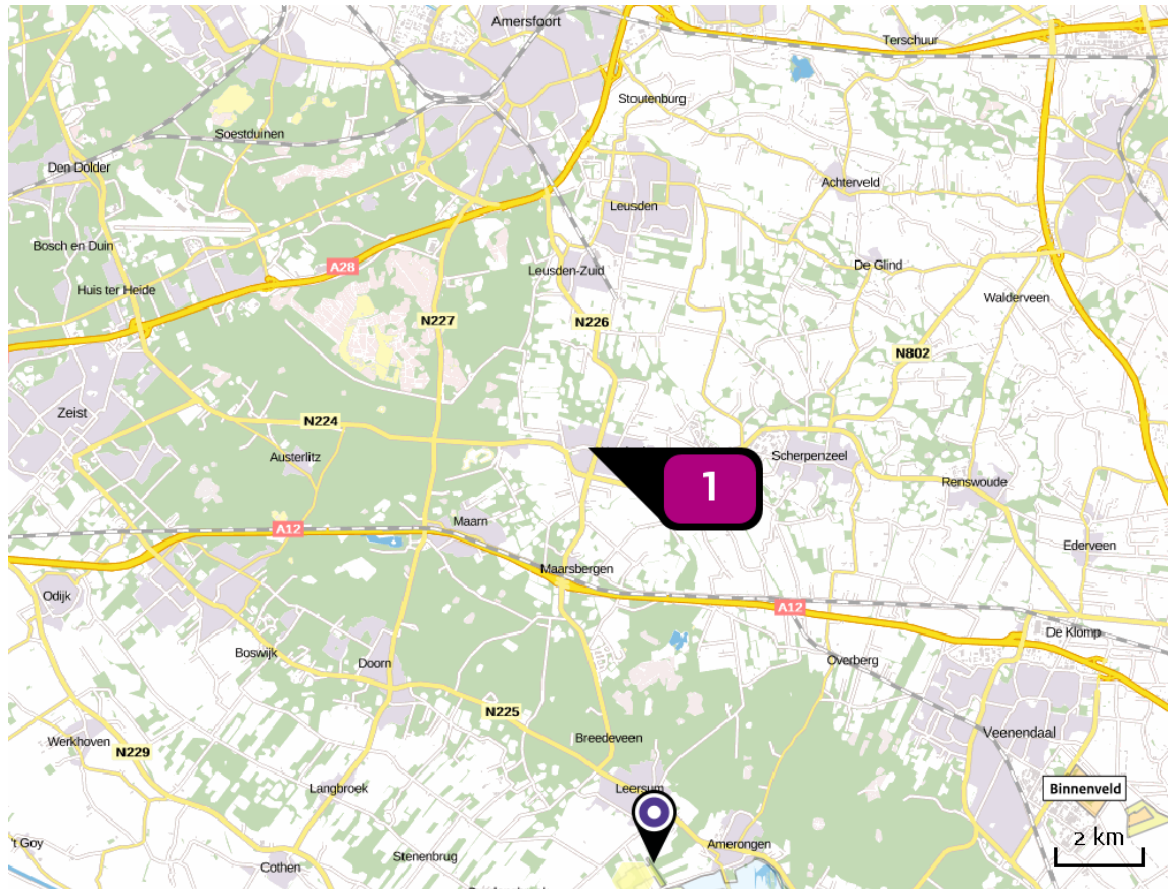 Amersfoort
Terschuur
Stoutenburg
Soestduinen
Den Dolder
Achterveld
Leusden
Bosch en Duin
A28
Leusden-Zuid
De Glind
Huis ter Heide
Walderveen
N227
N226
N802
Zeist
N224
Austerlitz
Scherpenzeel
1
Renswoude
A12
Maarn
Ederveen
Maarsbergen
Odijk
A12
De Klomp
Boswijk
Doorn
Overberg
N225
Veenendaal
Werkhoven
N229
Breedeveen
Langbroek
Leersum
Binnenveld
't Goy
Amerongen
2 km
Stenenbrug
Cothen